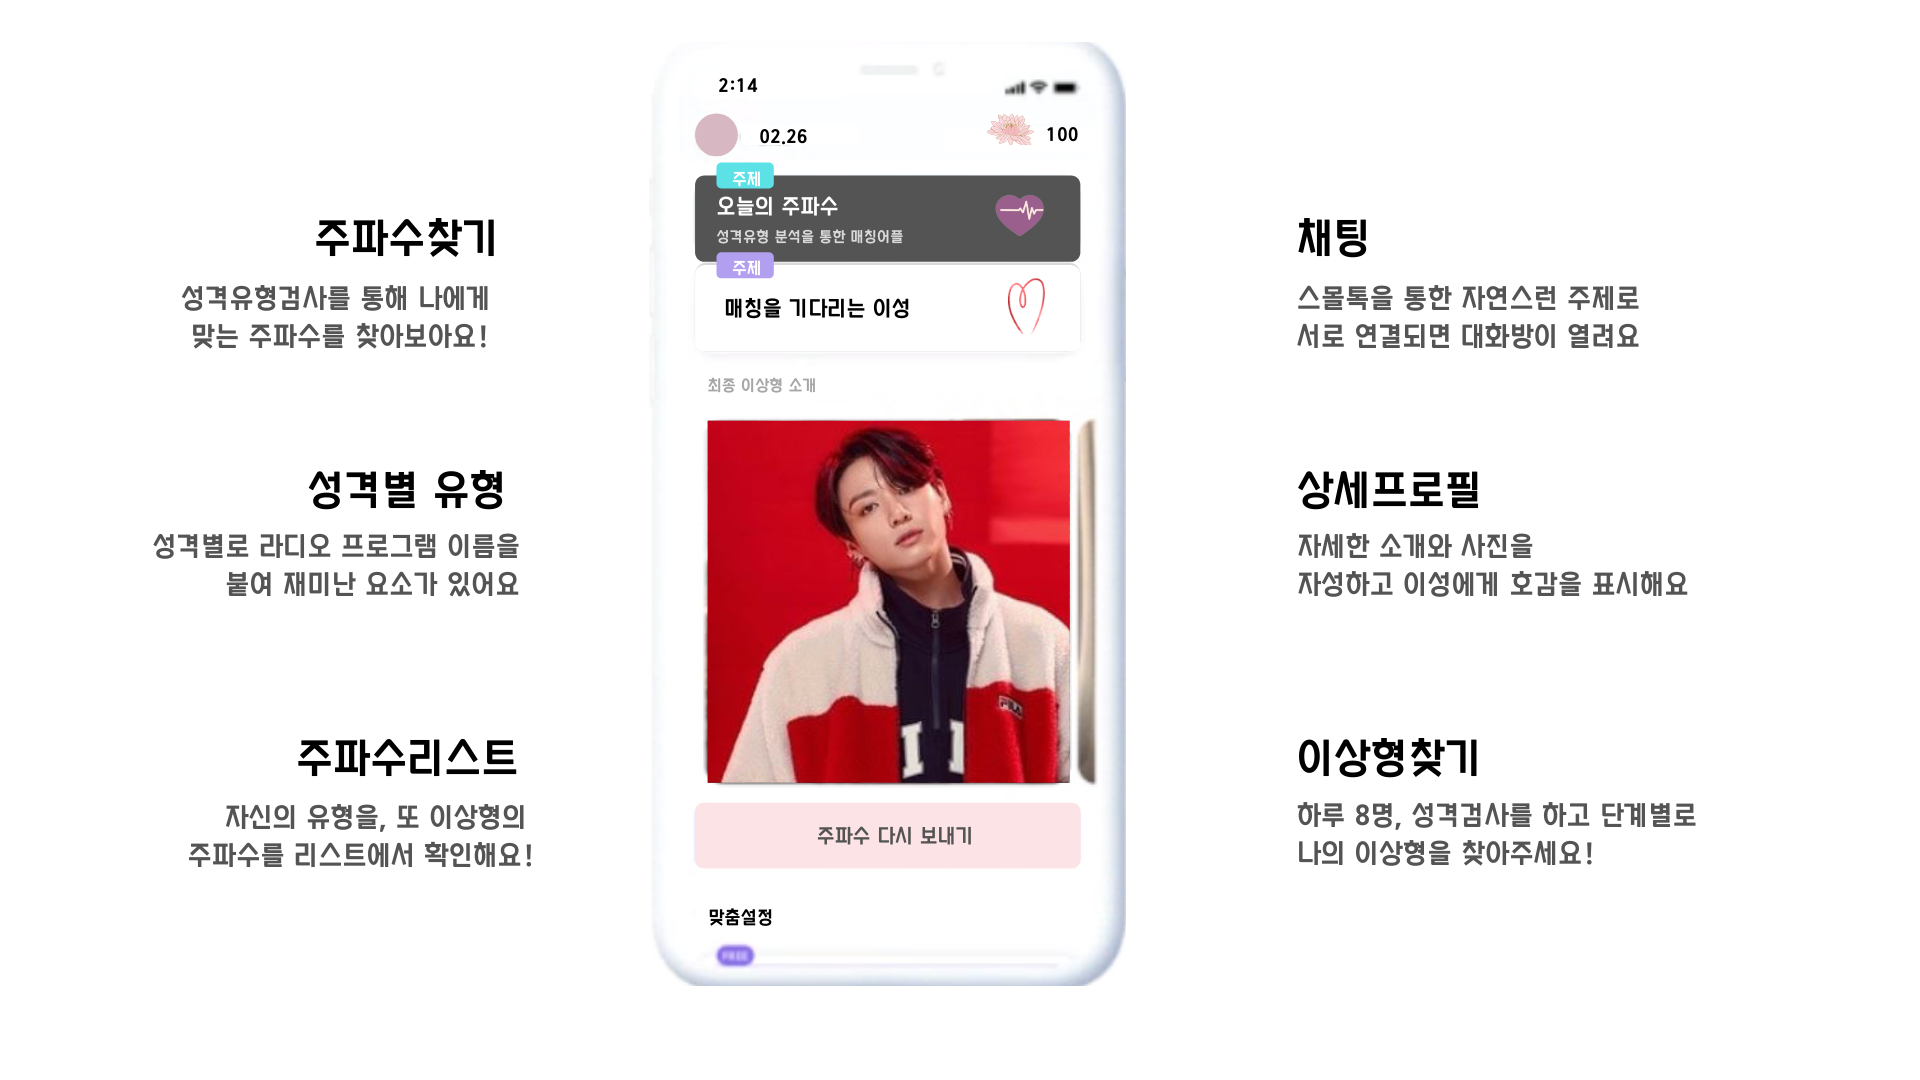 주파수찾기
성격유형검사를 통해 나에게
맞는 주파수를 찾아보아요!
성격별 유형
성격별로 라디오 프로그램 이름을
붙여 재미난 요소가 있어요
주파수리스트
자신의 유형을, 또 이상형의
주파수를 리스트에서 확인해요!
2:14
02.26
100
주제
오늘의 주파수
성격유형 분석을 통한 매칭어플
주제
매칭을 기다리는 이성
최종 이상형 소개
FILA
주파수 다시 보내기
맞춤설정
FREE
채팅
스몰톡을 통한 자연스런 주제로
서로 연결되면 대화방이 열려요
상세프로필
자세한 소개와 사진을
자성하고 이성에게 호감을 표시해요
이상형찾기
하루 8명, 성격검사를 하고 단계별로
나의 이상형을 찾아주세요!